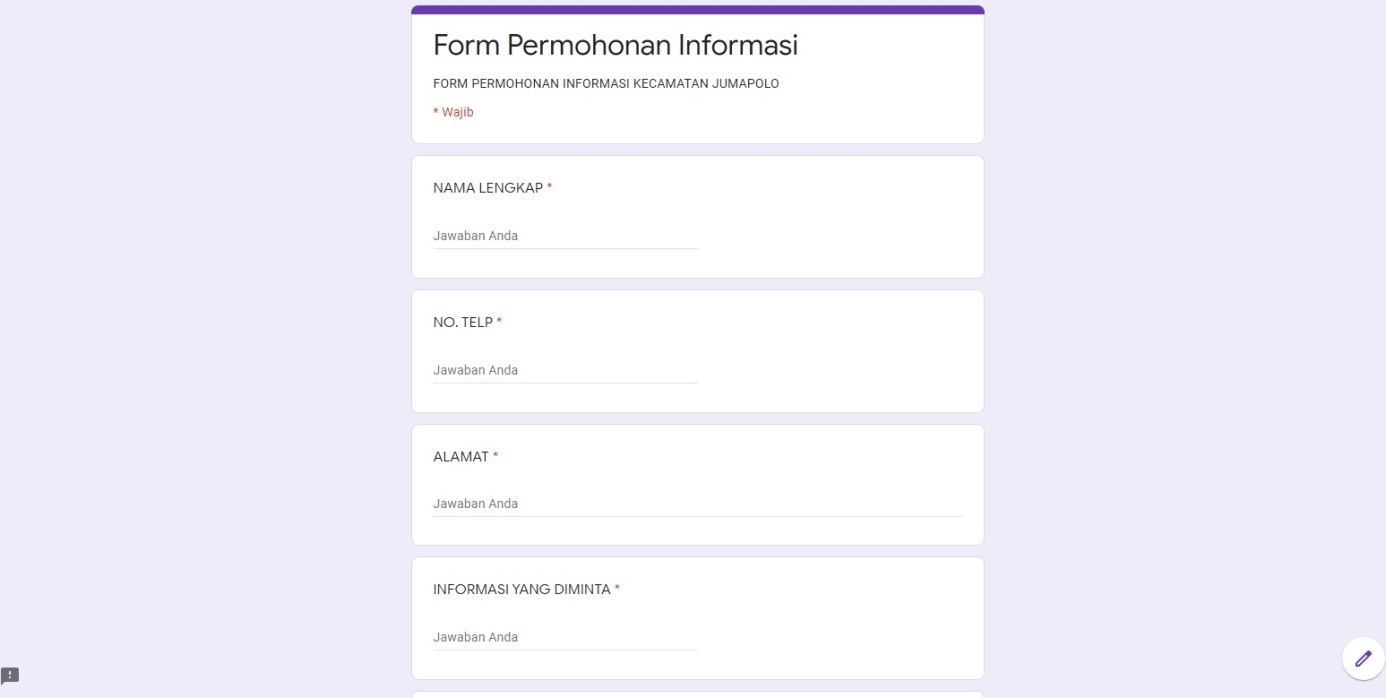 Form Permohonan Informasi
FORM PERMOHONAN INFORMASI KECAMATAN JUMAPOLO
* Wajib
NAMA LENGKAP *
Jawaban Anda
NO. TELP *
Jawaban Anda
ALAMAT *
Jawaban Anda
INFORMASI YANG DIMINTA *
Jawaban Anda